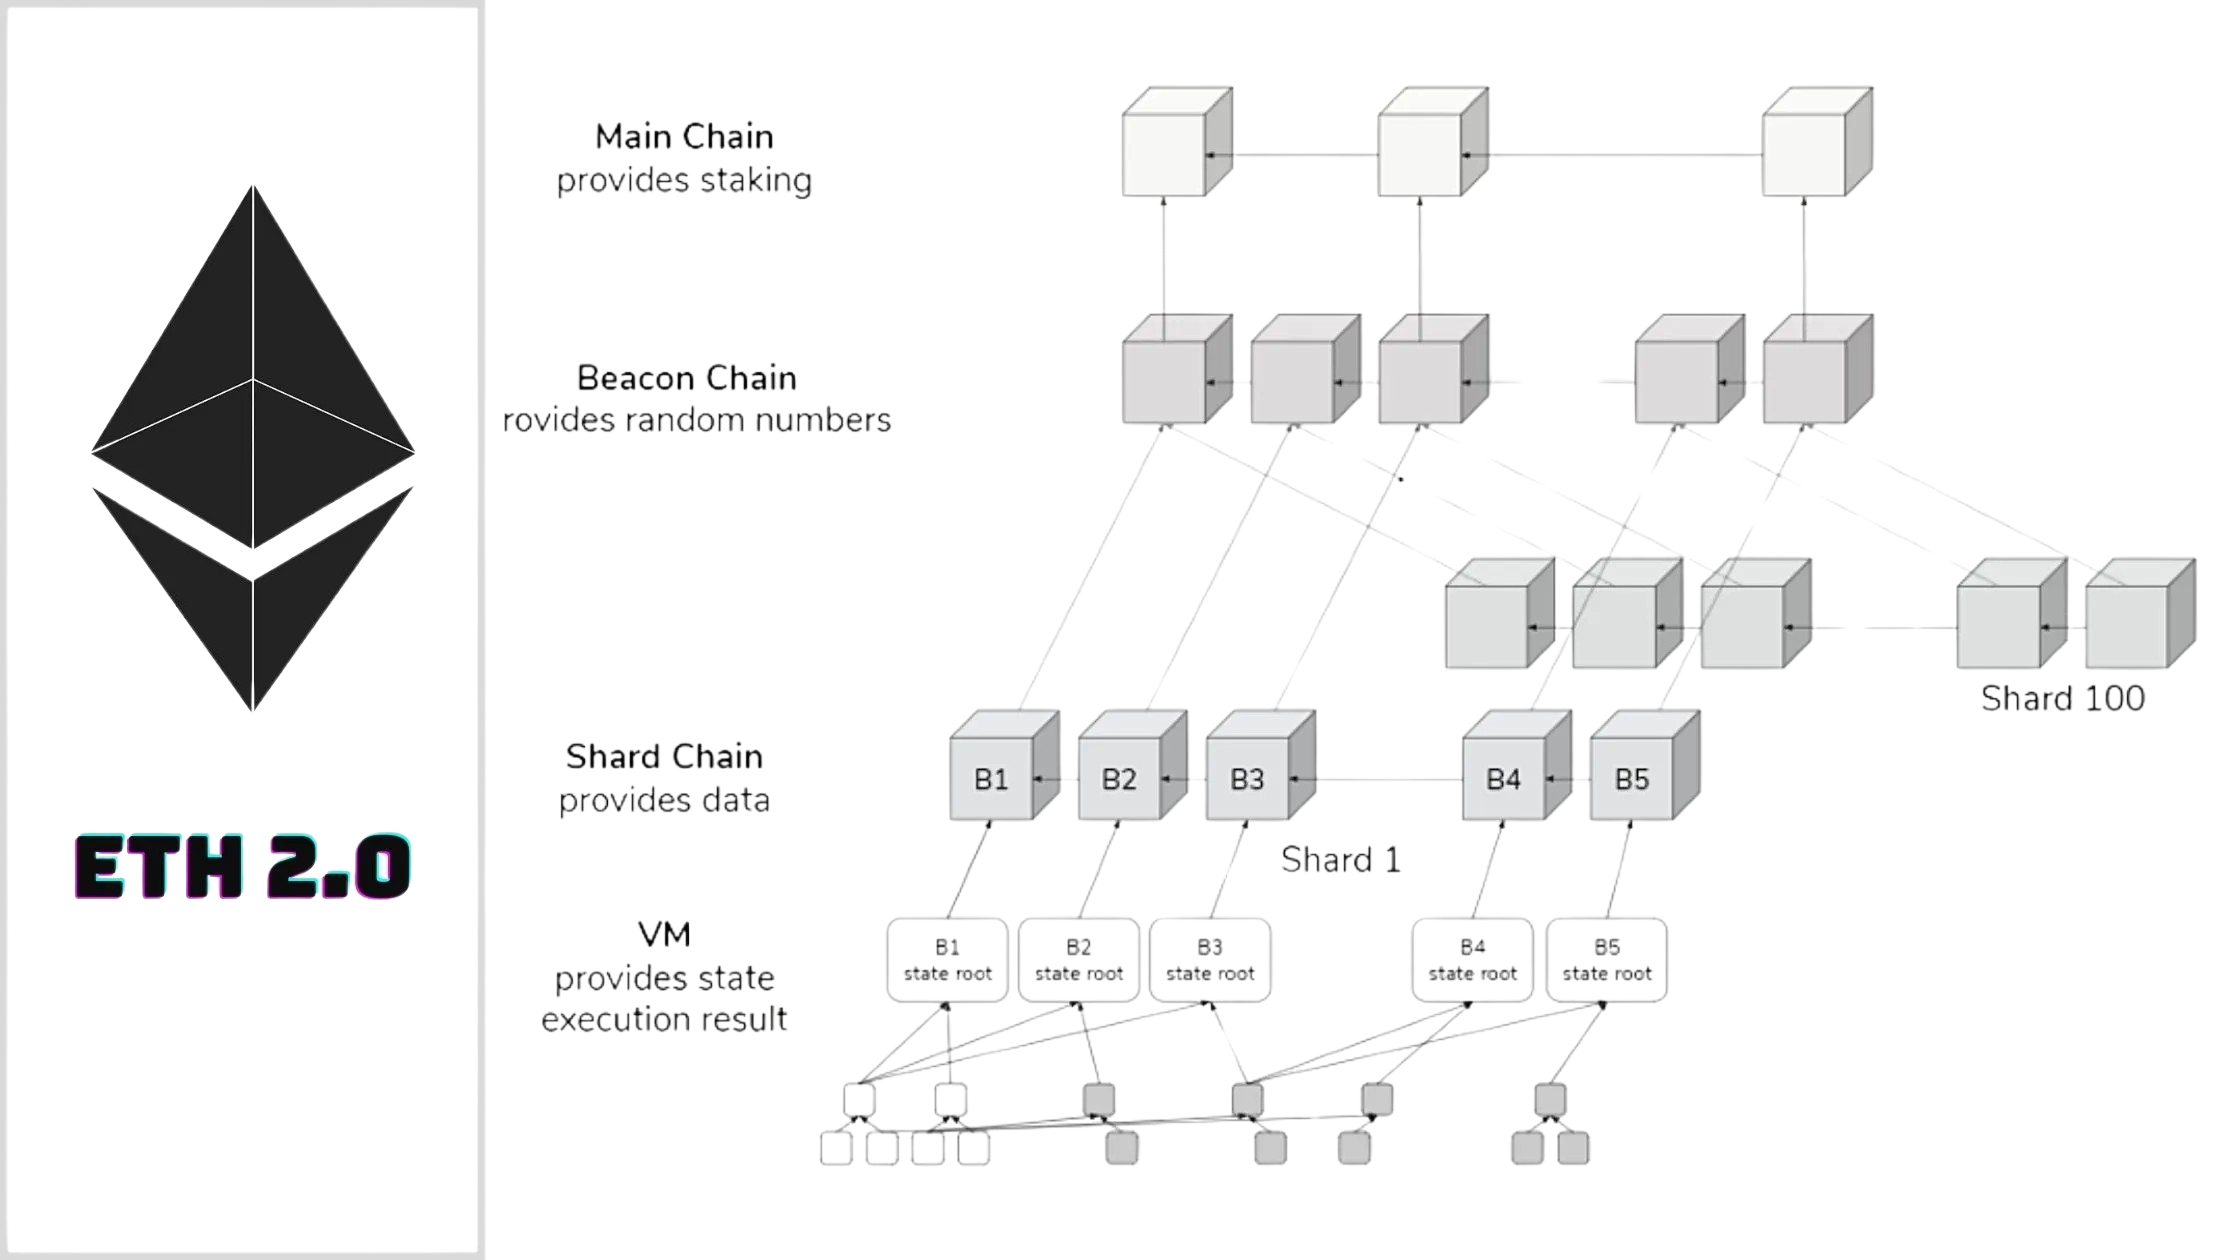 ETH 2.0
Main Chain
provides staking
Beacon Chain
rovides random numbers
Shard 100
Shard Chain
provides data
B1
B2
B3
B4
B5
Shard 1
VM
provides state
execution result
B1
state root
B2
state root
B3
state root
B4
state root
B5
state root